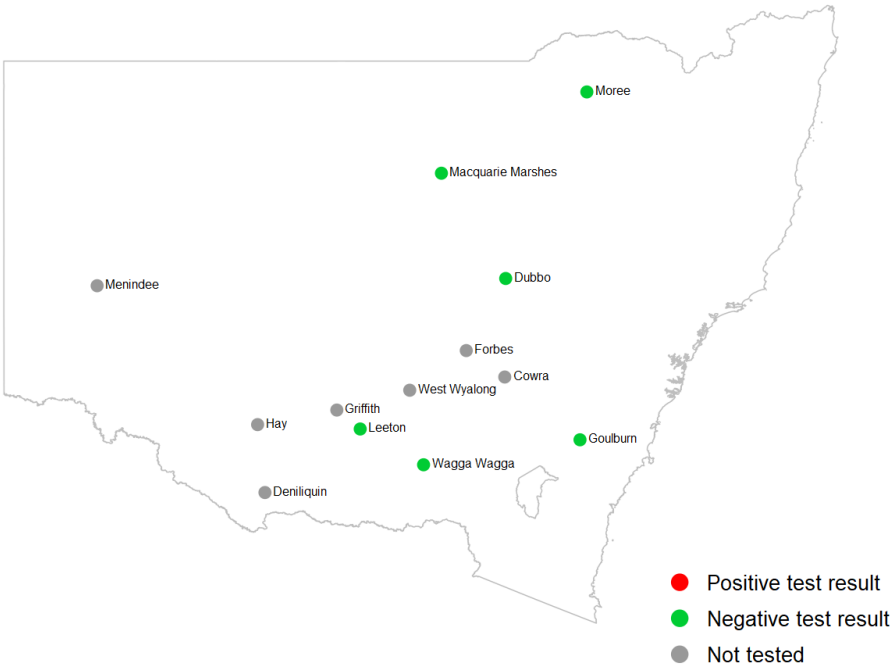 Moree
Macquarie Marshes
Dubbo
Menindee
Forbes
Cowra
West Wyalong
Griffith
Hay
Leeton
Goulburn
Wagga Wagga
Deniliquin
Positive test result
Negative test result
Not tested